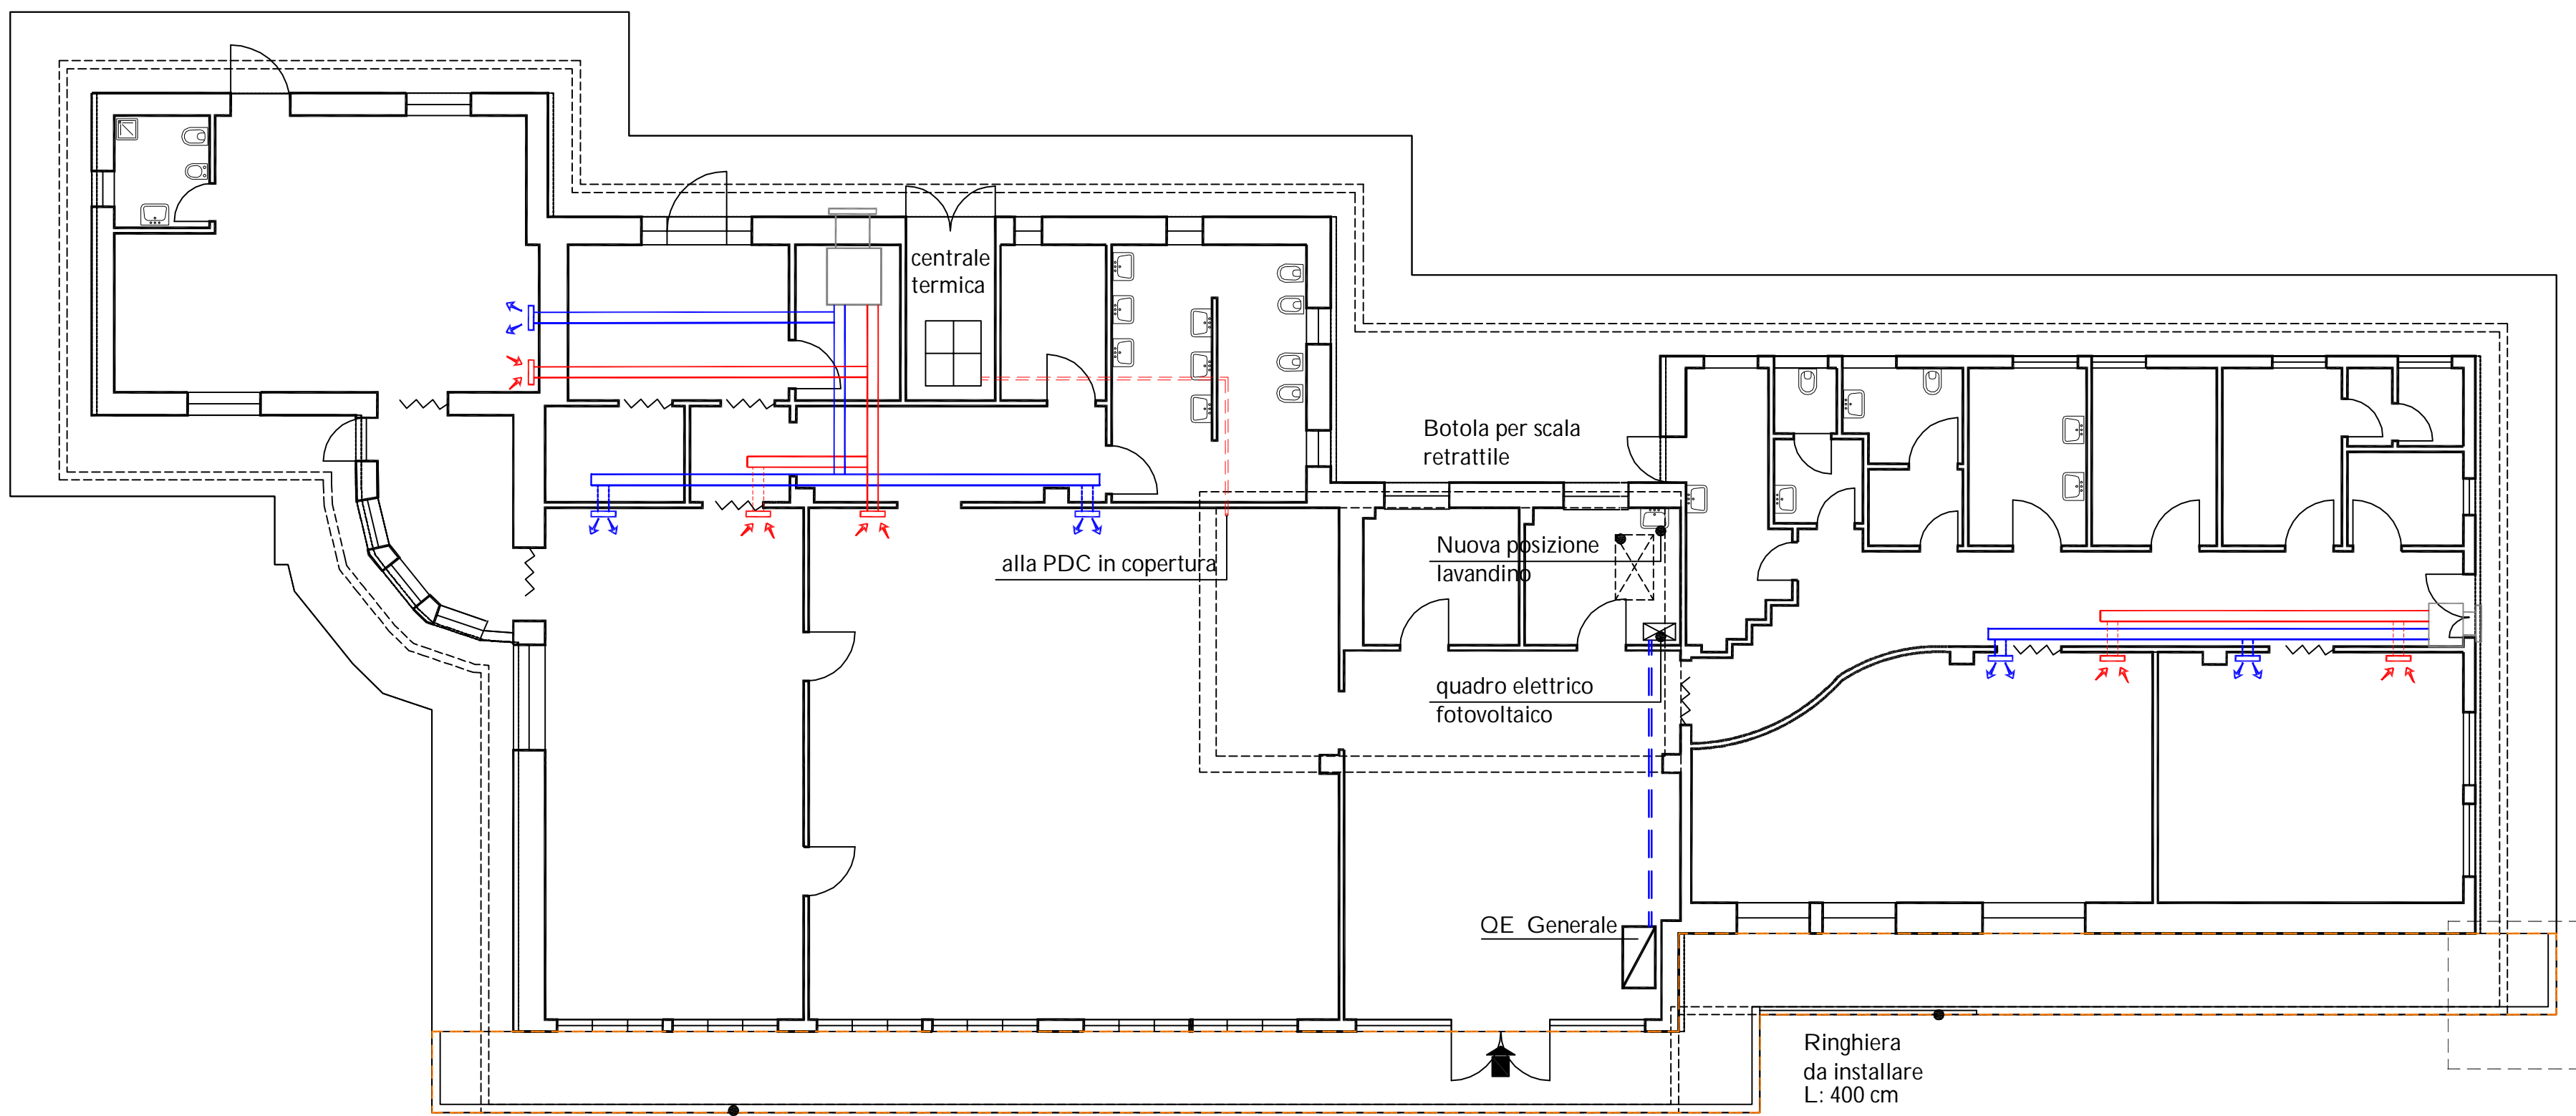 centrale
termica
Botola per scala
retrattile
Nuova posizione
lavandino
alla PDC in copertura
quadro elettrico
fotovoltaico
QE Generale
Ringhiera
da installare
L: 400 cm